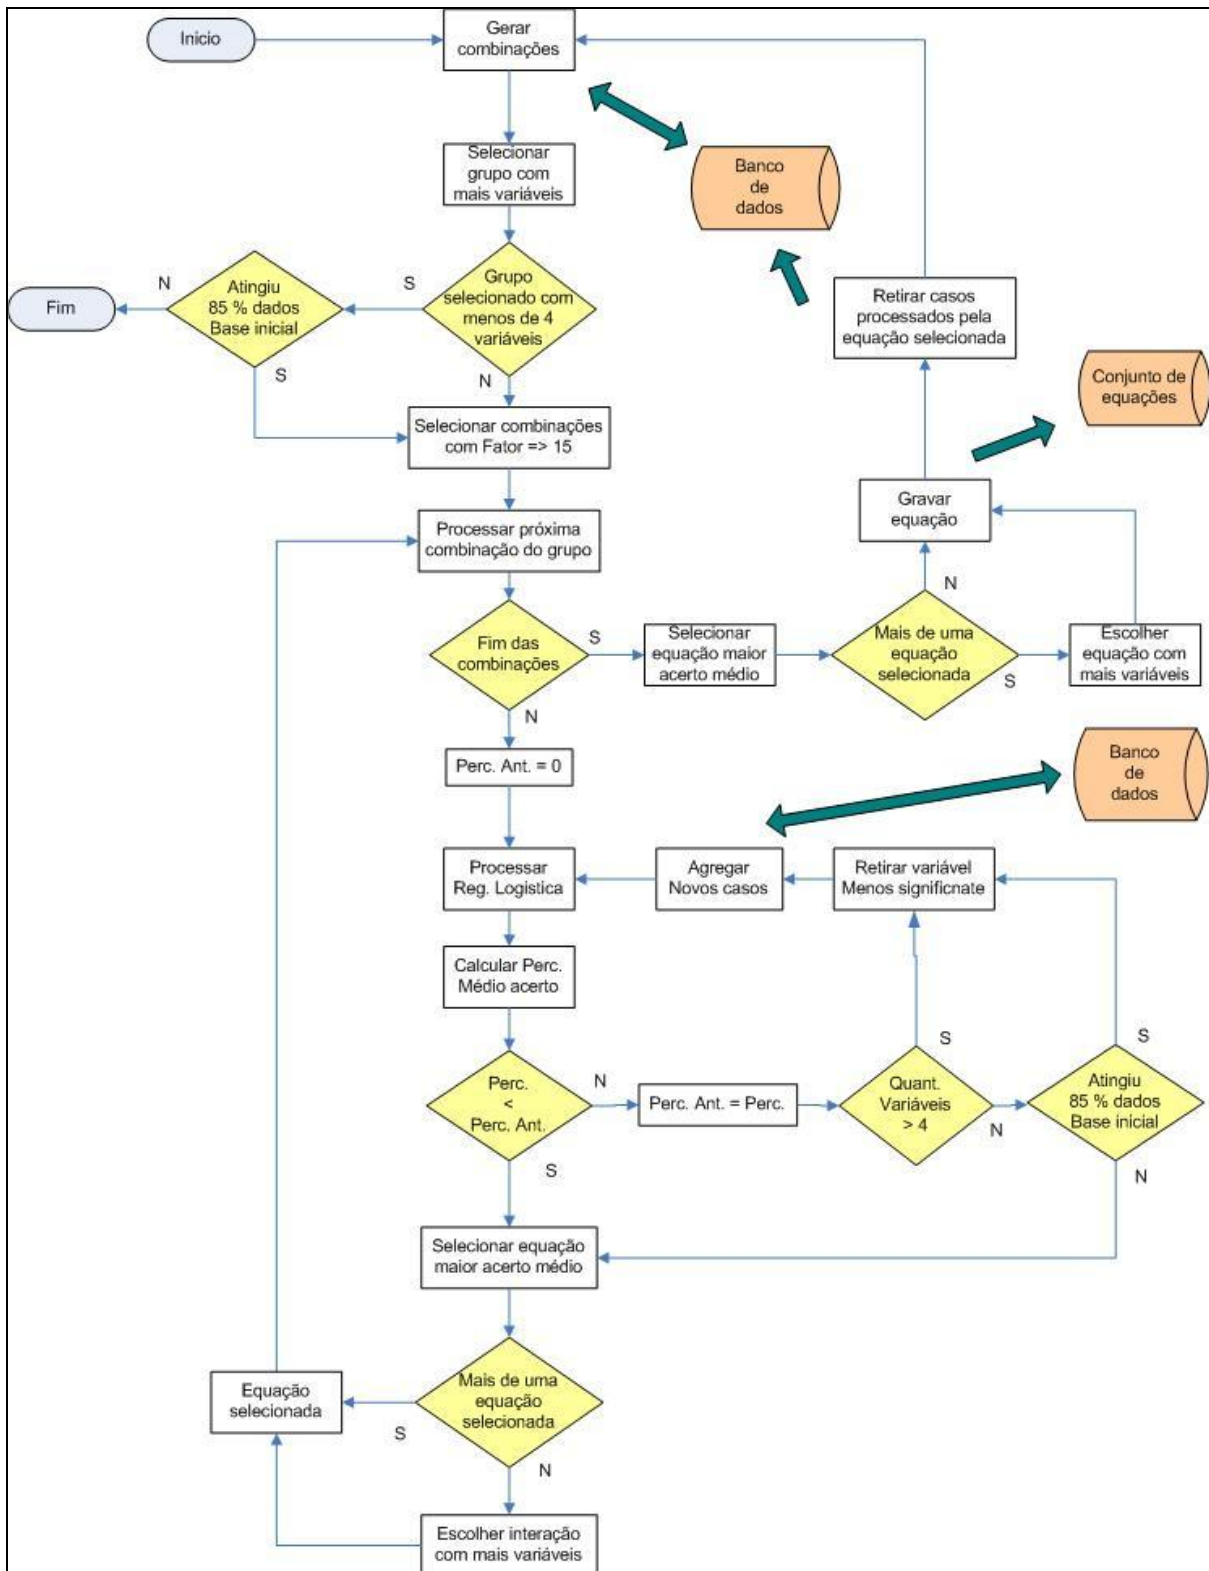 Inicio
Gerar
combinações
Selecionar
grupo com
mais variáveis
Banco
de
dados
N
Atingiu
85 % dados
Base inicial
S
S
Grupo
selecionado com
menos de 4
variáveis
N
Fim
Retirar casos
processados pela
equação selecionada
Conjunto de
equações
Selecionar combinações
com Fator => 15
Gravar
equação
Processar próxima
combinação do grupo
N
Fim das
combinações
S
N
Selecionar
equação maior
acerto médio
Mais de uma
equação
selecionada
S
Escolher
equação com
mais variáveis
Perc. Ant. = 0
Banco
de
dados
Processar
Reg. Logistica
Agregar
Novos casos
Retirar variável
Menos significnate
Calcular Perc.
Médio acerto
Perc.
<
Perc. Ant.
N
S
Perc. Ant. = Perc.
S
Quant.
Variáveis
> 4
N
S
Atingiu
85 % dados
Base inicial
N
Selecionar equação
maior acerto médio
Equação
selecionada
S
Mais de uma
equação
selecionada
N
Escolher interação
com mais variáveis